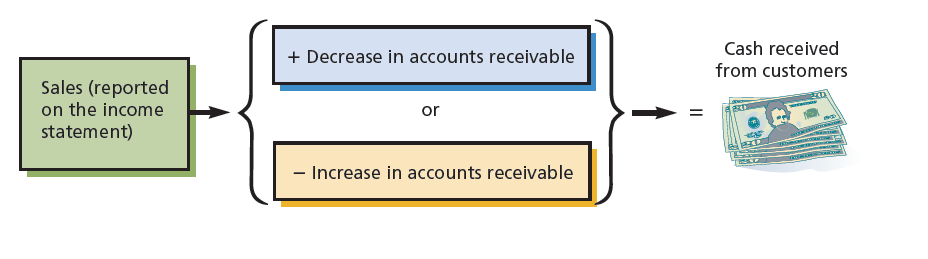 Sales (reported
on the income
statement)
+ Decrease in accounts receivable
or
− Increase in accounts receivable
=
Cash received
from customers